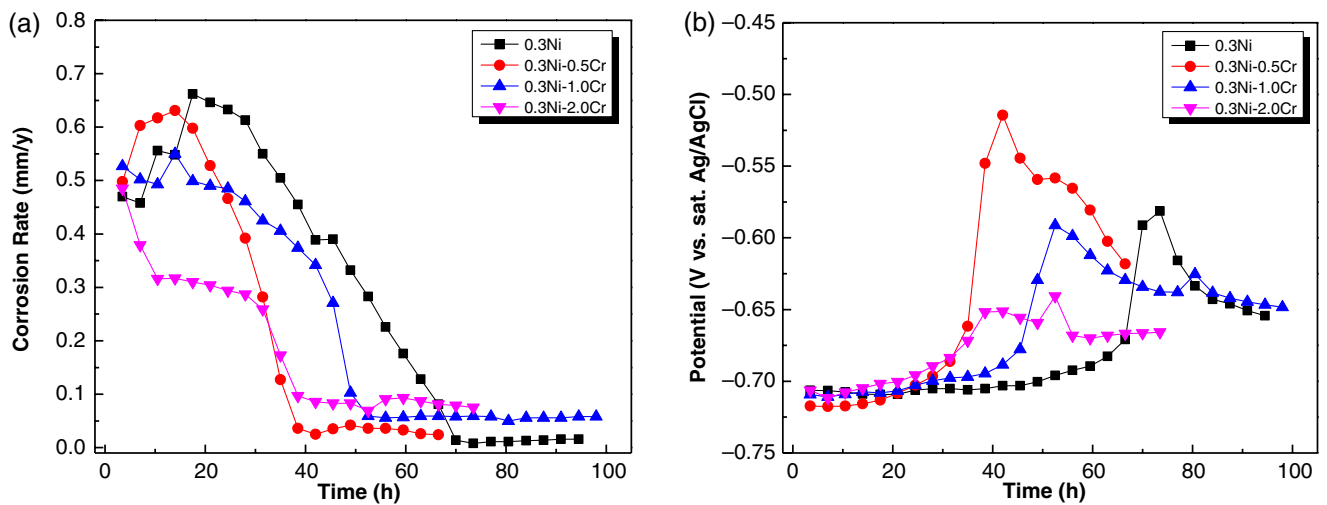 (a)
0.8
0.7
0.6
0.5
0.4
0.3
0.2
0.1
0.0
Corrosion Rate (mm/y)
0.3Ni
0.3Ni-0.5Cr
0.3Ni-1.0Cr
0.3Ni-2.0Cr
0 20 40 60 80 100
Time (h)
(b)
−0.45
−0.50
−0.55
−0.60
−0.65
−0.70
−0.75
Potential (V vs. sat. Ag/AgCl)
0.3Ni
0.3Ni-0.5Cr
0.3Ni-1.0Cr
0.3Ni-2.0Cr
0 20 40 60 80 100
Time (h)